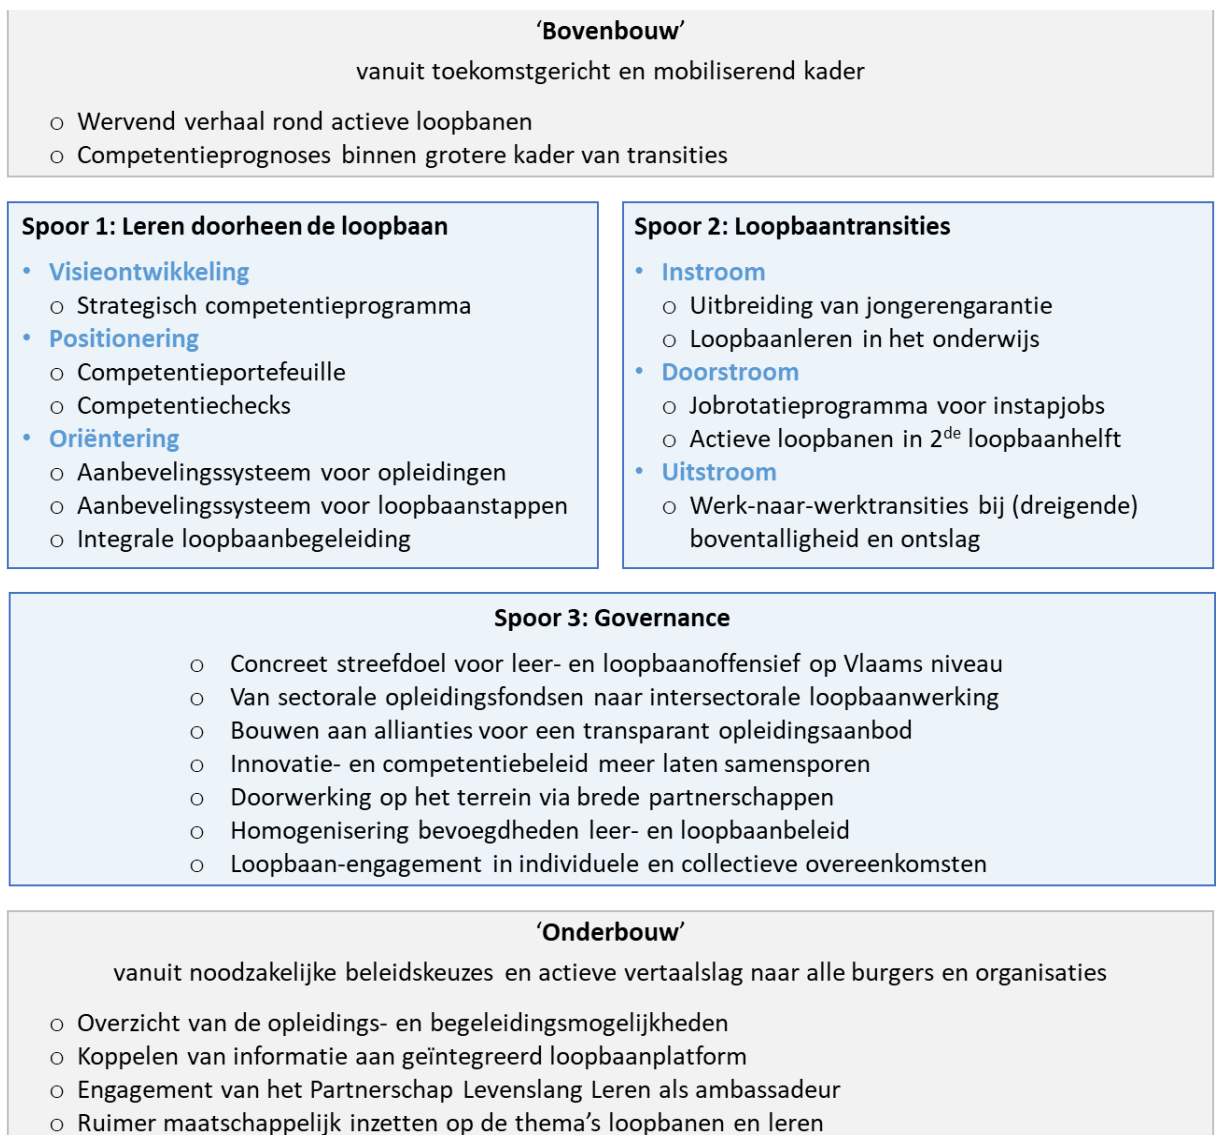 ‘Bovenbouw’
vanuit toekomstgericht en mobiliserend kader
o Wervend verhaal rond actieve loopbanen
o Competentieprognoses binnen grotere kader van transities
Spoor 1: Leren doorheen de loopbaan
• Visieontwikkeling
o Strategisch competentieprogramma
• Positionering
o Competentieportefeuille
o Competentiechecks
• Oriëntering
o Aanbevelingssysteem voor opleidingen
o Aanbevelingssysteem voor loopbaanstappen
o Integrale loopbaanbegeleiding
Spoor 2: Loopbaantransities
• Instroom
o Uitbreiding van jongerengarantie
o Loopbaanleren in het onderwijs
• Doorstroom
o Jobrotatieprogramma voor instapjobs
o Actieve loopbanen in 2de loopbaanhelft
• Uitstroom
o Werk-naar-werktransities bij (dreigende)
boventalligheid en ontslag
Spoor 3: Governance
o Concreet streefdoel voor leer- en loopbaanoffensief op Vlaams niveau
o Van sectorale opleidingsfondsen naar intersectorale loopbaanwerking
o Bouwen aan allianties voor een transparant opleidingsaanbod
o Innovatie- en competentiebeleid meer laten samensporen
o Doorwerking op het terrein via brede partnerschappen
o Homogenisering bevoegdheden leer- en loopbaanbeleid
o Loopbaan-engagement in individuele en collectieve overeenkomsten
‘Onderbouw’
vanuit noodzakelijke beleidskeuzes en actieve vertaalslag naar alle burgers en organisaties
o Overzicht van de opleidings- en begeleidingsmogelijkheden
o Koppelen van informatie aan geïntegreerd loopbaanplatform
o Engagement van het Partnerschap Levenslang Leren als ambassadeur
o Ruimer maatschappelijk inzetten op de thema’s loopbanen en leren